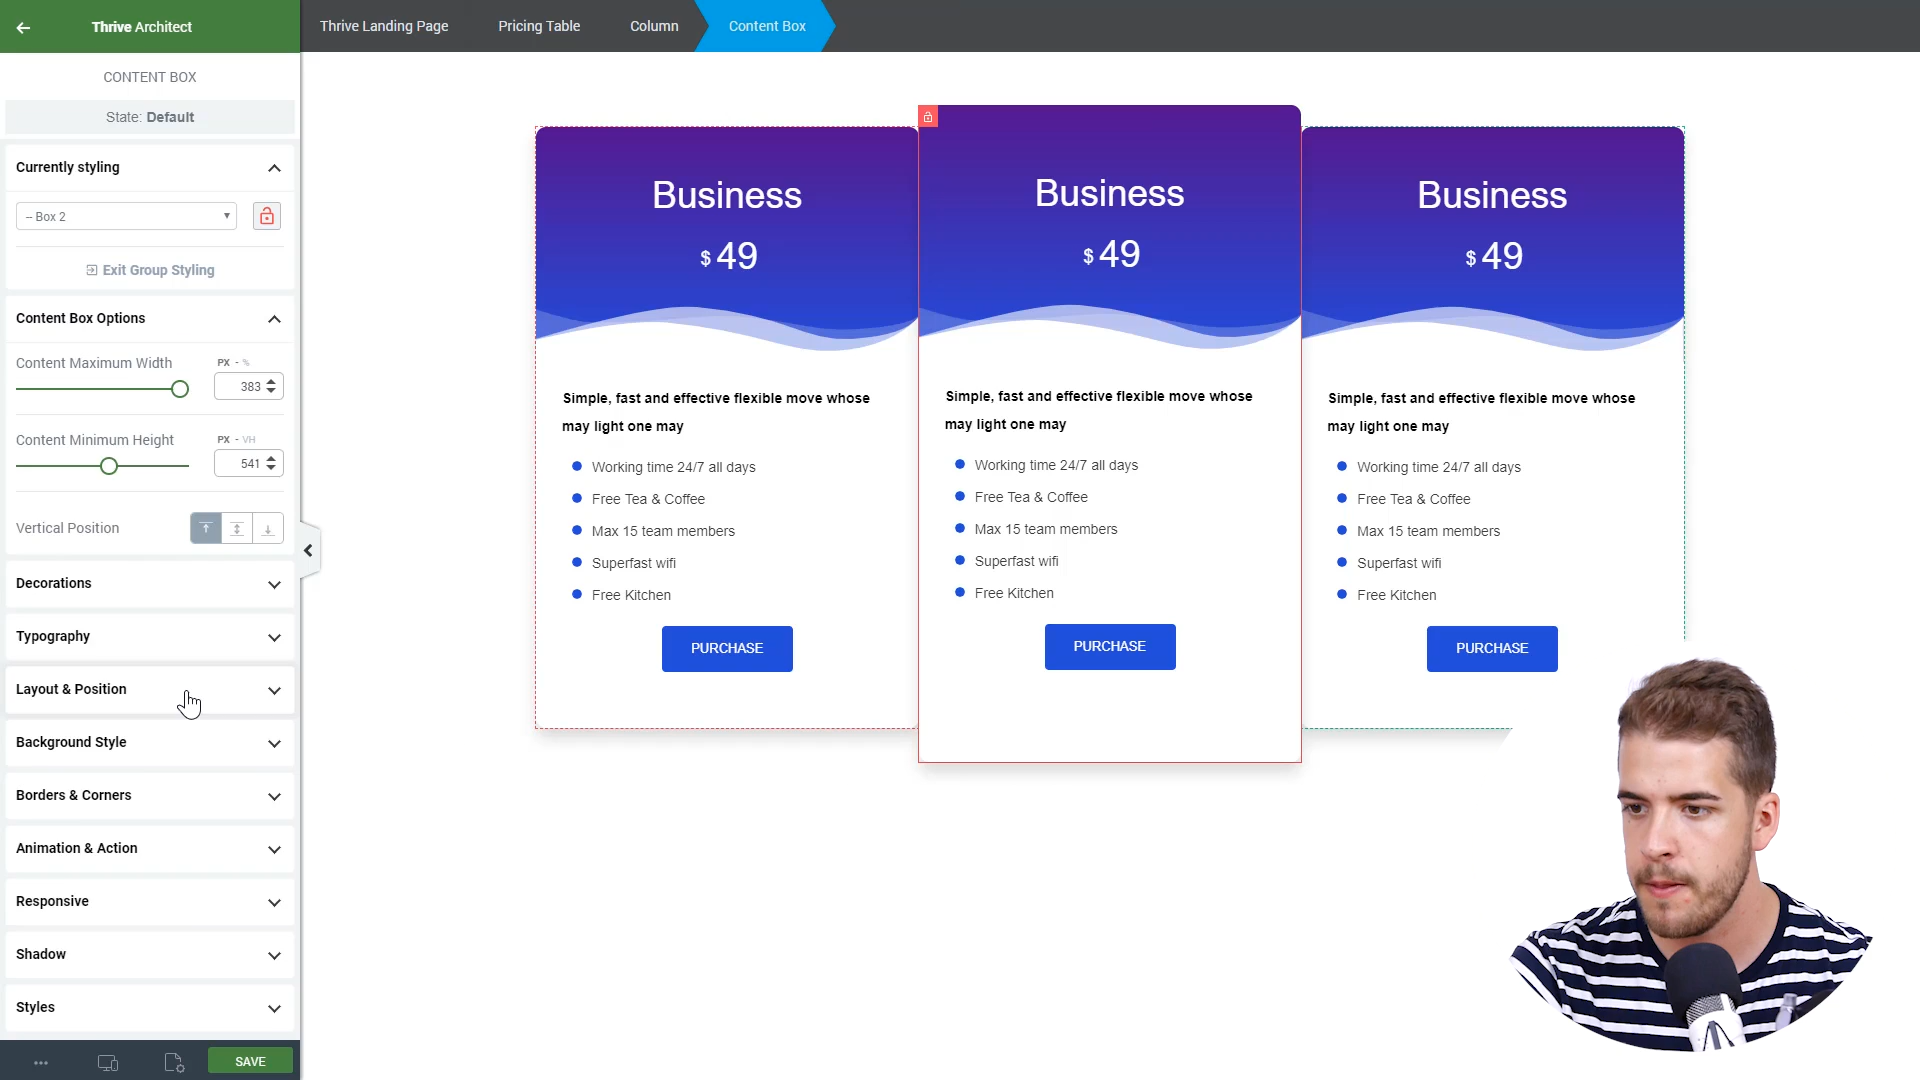 Thrive Architect
Thrive Landing Page
Pricing Table
Column
Content Box
CONTENT BOX
State: Default
Currently styling
-- Box 2
Exit Group Styling
Content Box Options
Content Maximum Width
PX - %
383
Content Minimum Height
PX - VH
541
Vertical Position
Decorations
Typography
Layout & Position
Background Style
Borders & Corners
Animation & Action
Responsive
Shadow
Styles
SAVE
Business
$ 49
Simple, fast and effective flexible move whose
may light one may
Working time 24/7 all days
Free Tea & Coffee
Max 15 team members
Superfast wifi
Free Kitchen
PURCHASE
Business
$ 49
Simple, fast and effective flexible move whose
may light one may
Working time 24/7 all days
Free Tea & Coffee
Max 15 team members
Superfast wifi
Free Kitchen
PURCHASE
Business
$ 49
Simple, fast and effective flexible move whose
may light one may
Working time 24/7 all days
Free Tea & Coffee
Max 15 team members
Superfast wifi
Free Kitchen
PURCHASE